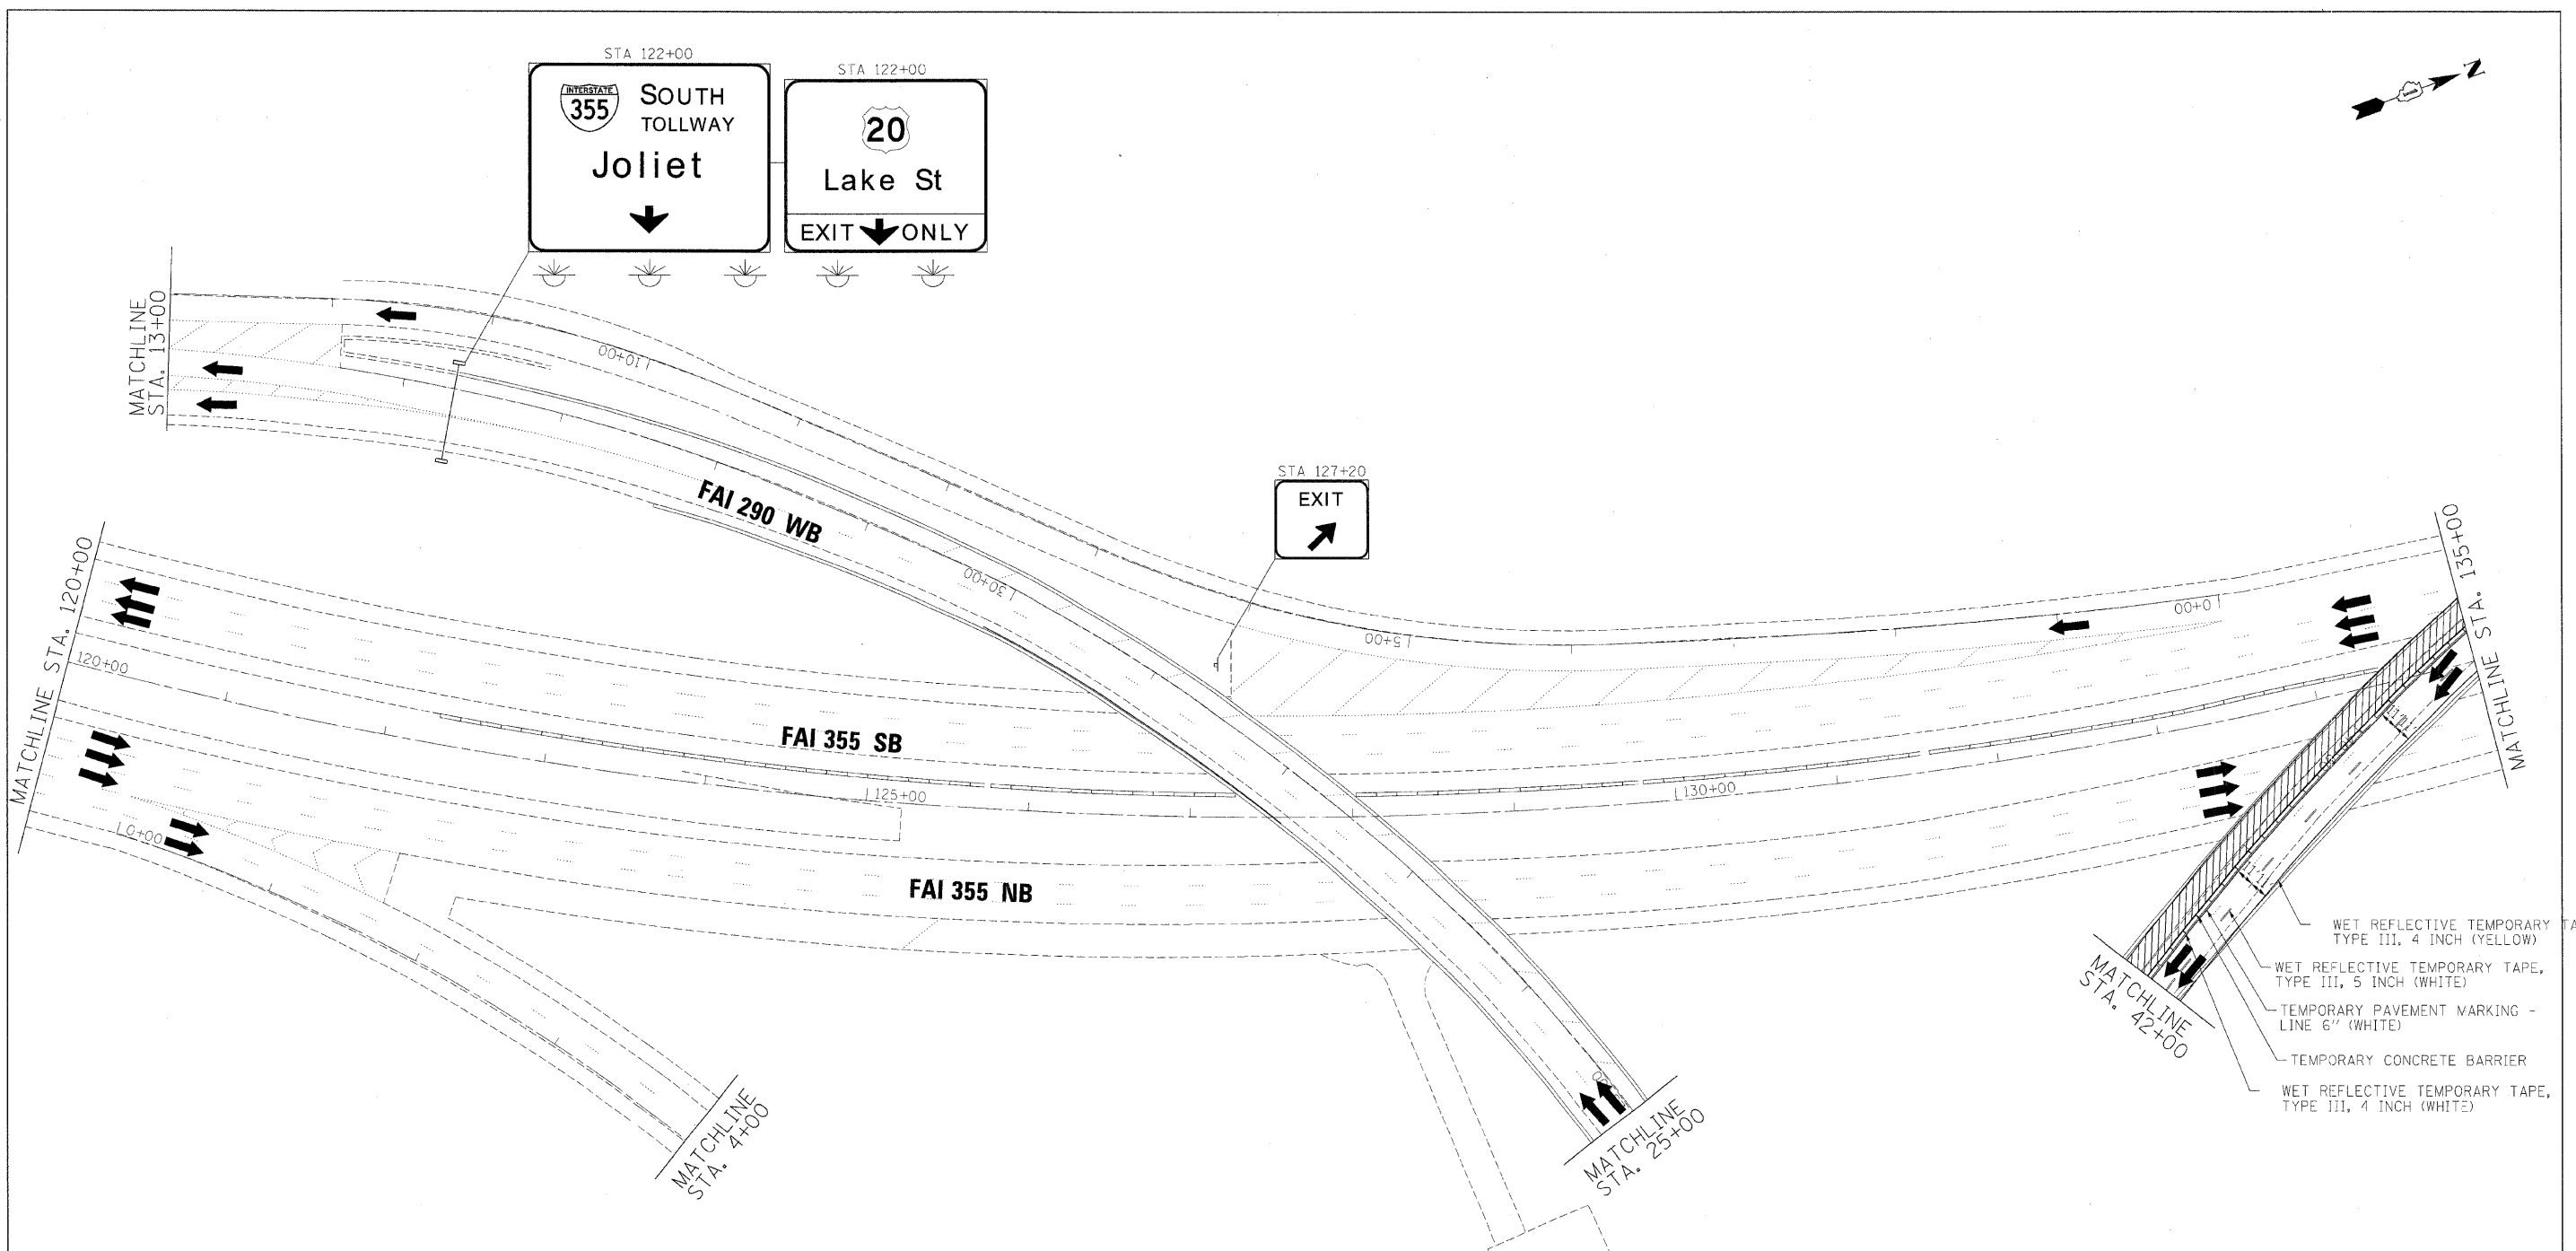 STA 122+00
INTERSTATE
355
SOUTH
TOLLWAY
Joliet
STA 122+00
20
Lake St
EXIT ONLY
N
MATCHLINE
STA. 13+00
10+00
FAI 290 WB
30+00
STA 127+20
EXIT
MATCHLINE STA. 120+00
120+00
0+00
FAI 355 SB
125+00
FAI 355 NB
5+00
130+00
0+00
MATCHLINE STA. 135+00
MATCHLINE
STA. 4+00
MATCHLINE
STA. 25+00
MATCHLINE
STA. 42+00
WET REFLECTIVE TEMPORARY TA
TYPE III, 4 INCH (YELLOW)
WET REFLECTIVE TEMPORARY TAPE,
TYPE III, 5 INCH (WHITE)
TEMPORARY PAVEMENT MARKING -
LINE 6" (WHITE)
TEMPORARY CONCRETE BARRIER
WET REFLECTIVE TEMPORARY TAPE,
TYPE III, 4 INCH (WHITE)